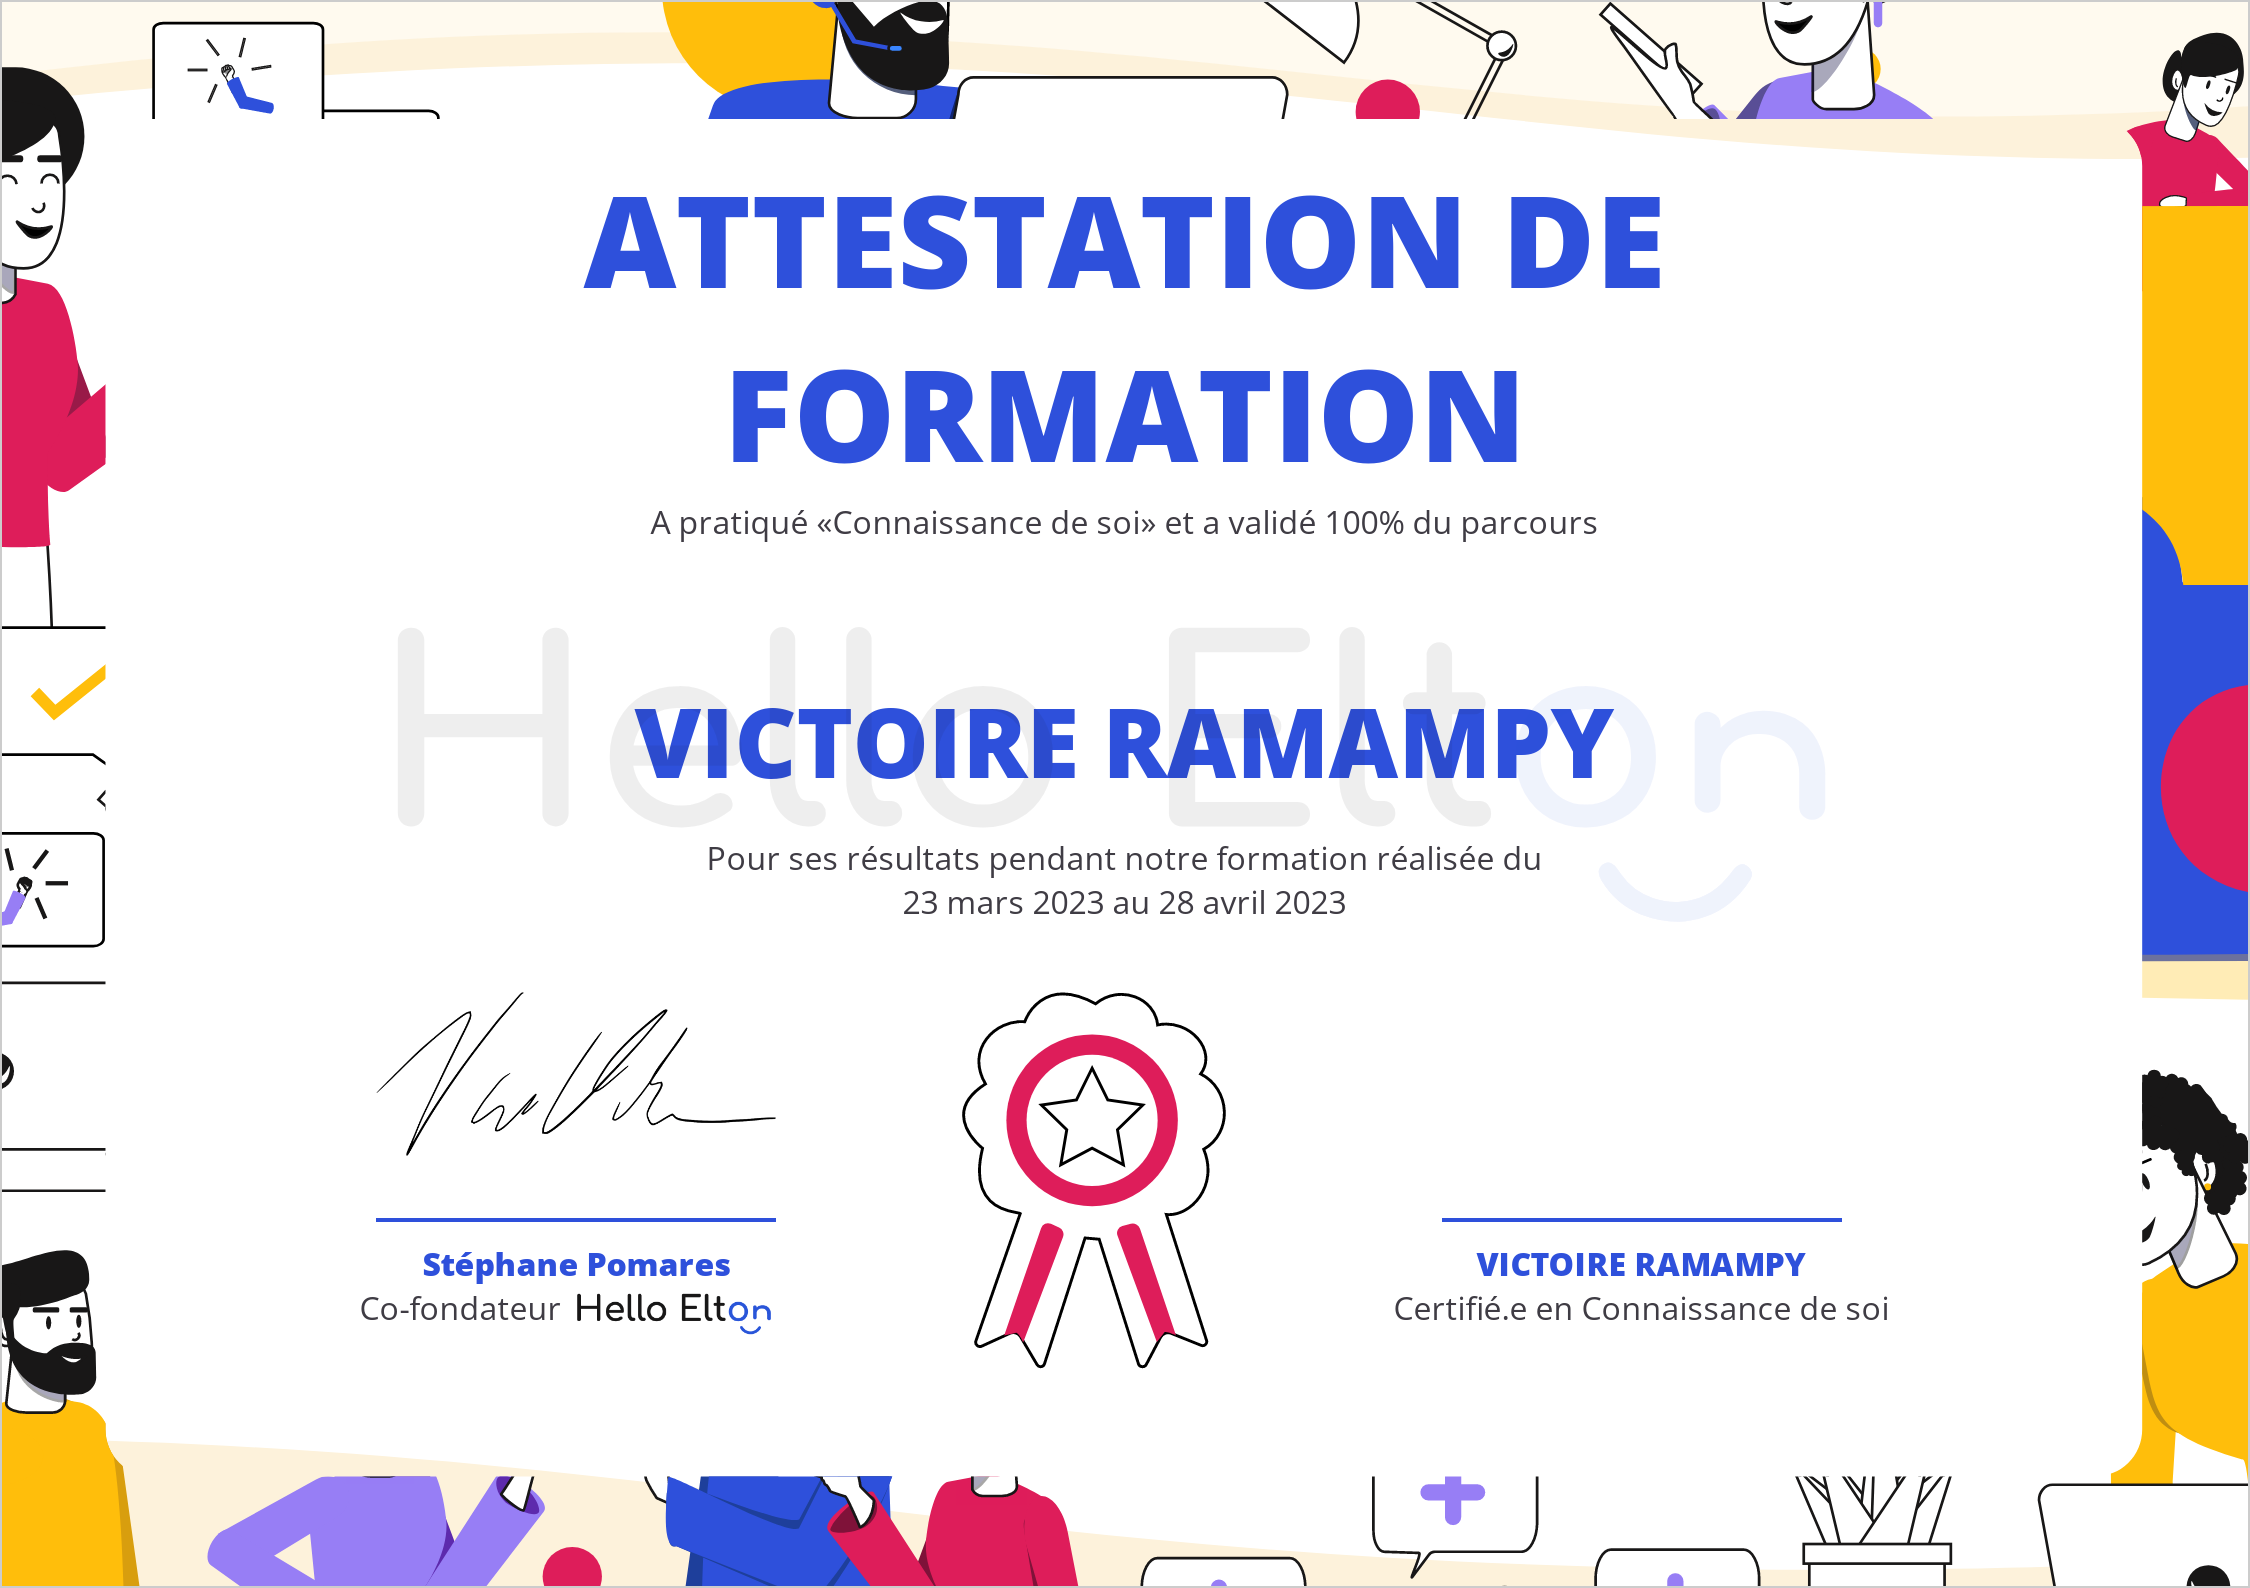 ATTESTATION DE
FORMATION
A pratiqué «Connaissance de soi» et a validé 100% du parcours
Hello Elton
VICTOIRE RAMAMPY
Pour ses résultats pendant notre formation réalisée du
23 mars 2023 au 28 avril 2023
Stéphane Pomares
Co-fondateur Hello Elton
VICTOIRE RAMAMPY
Certifié.e en Connaissance de soi